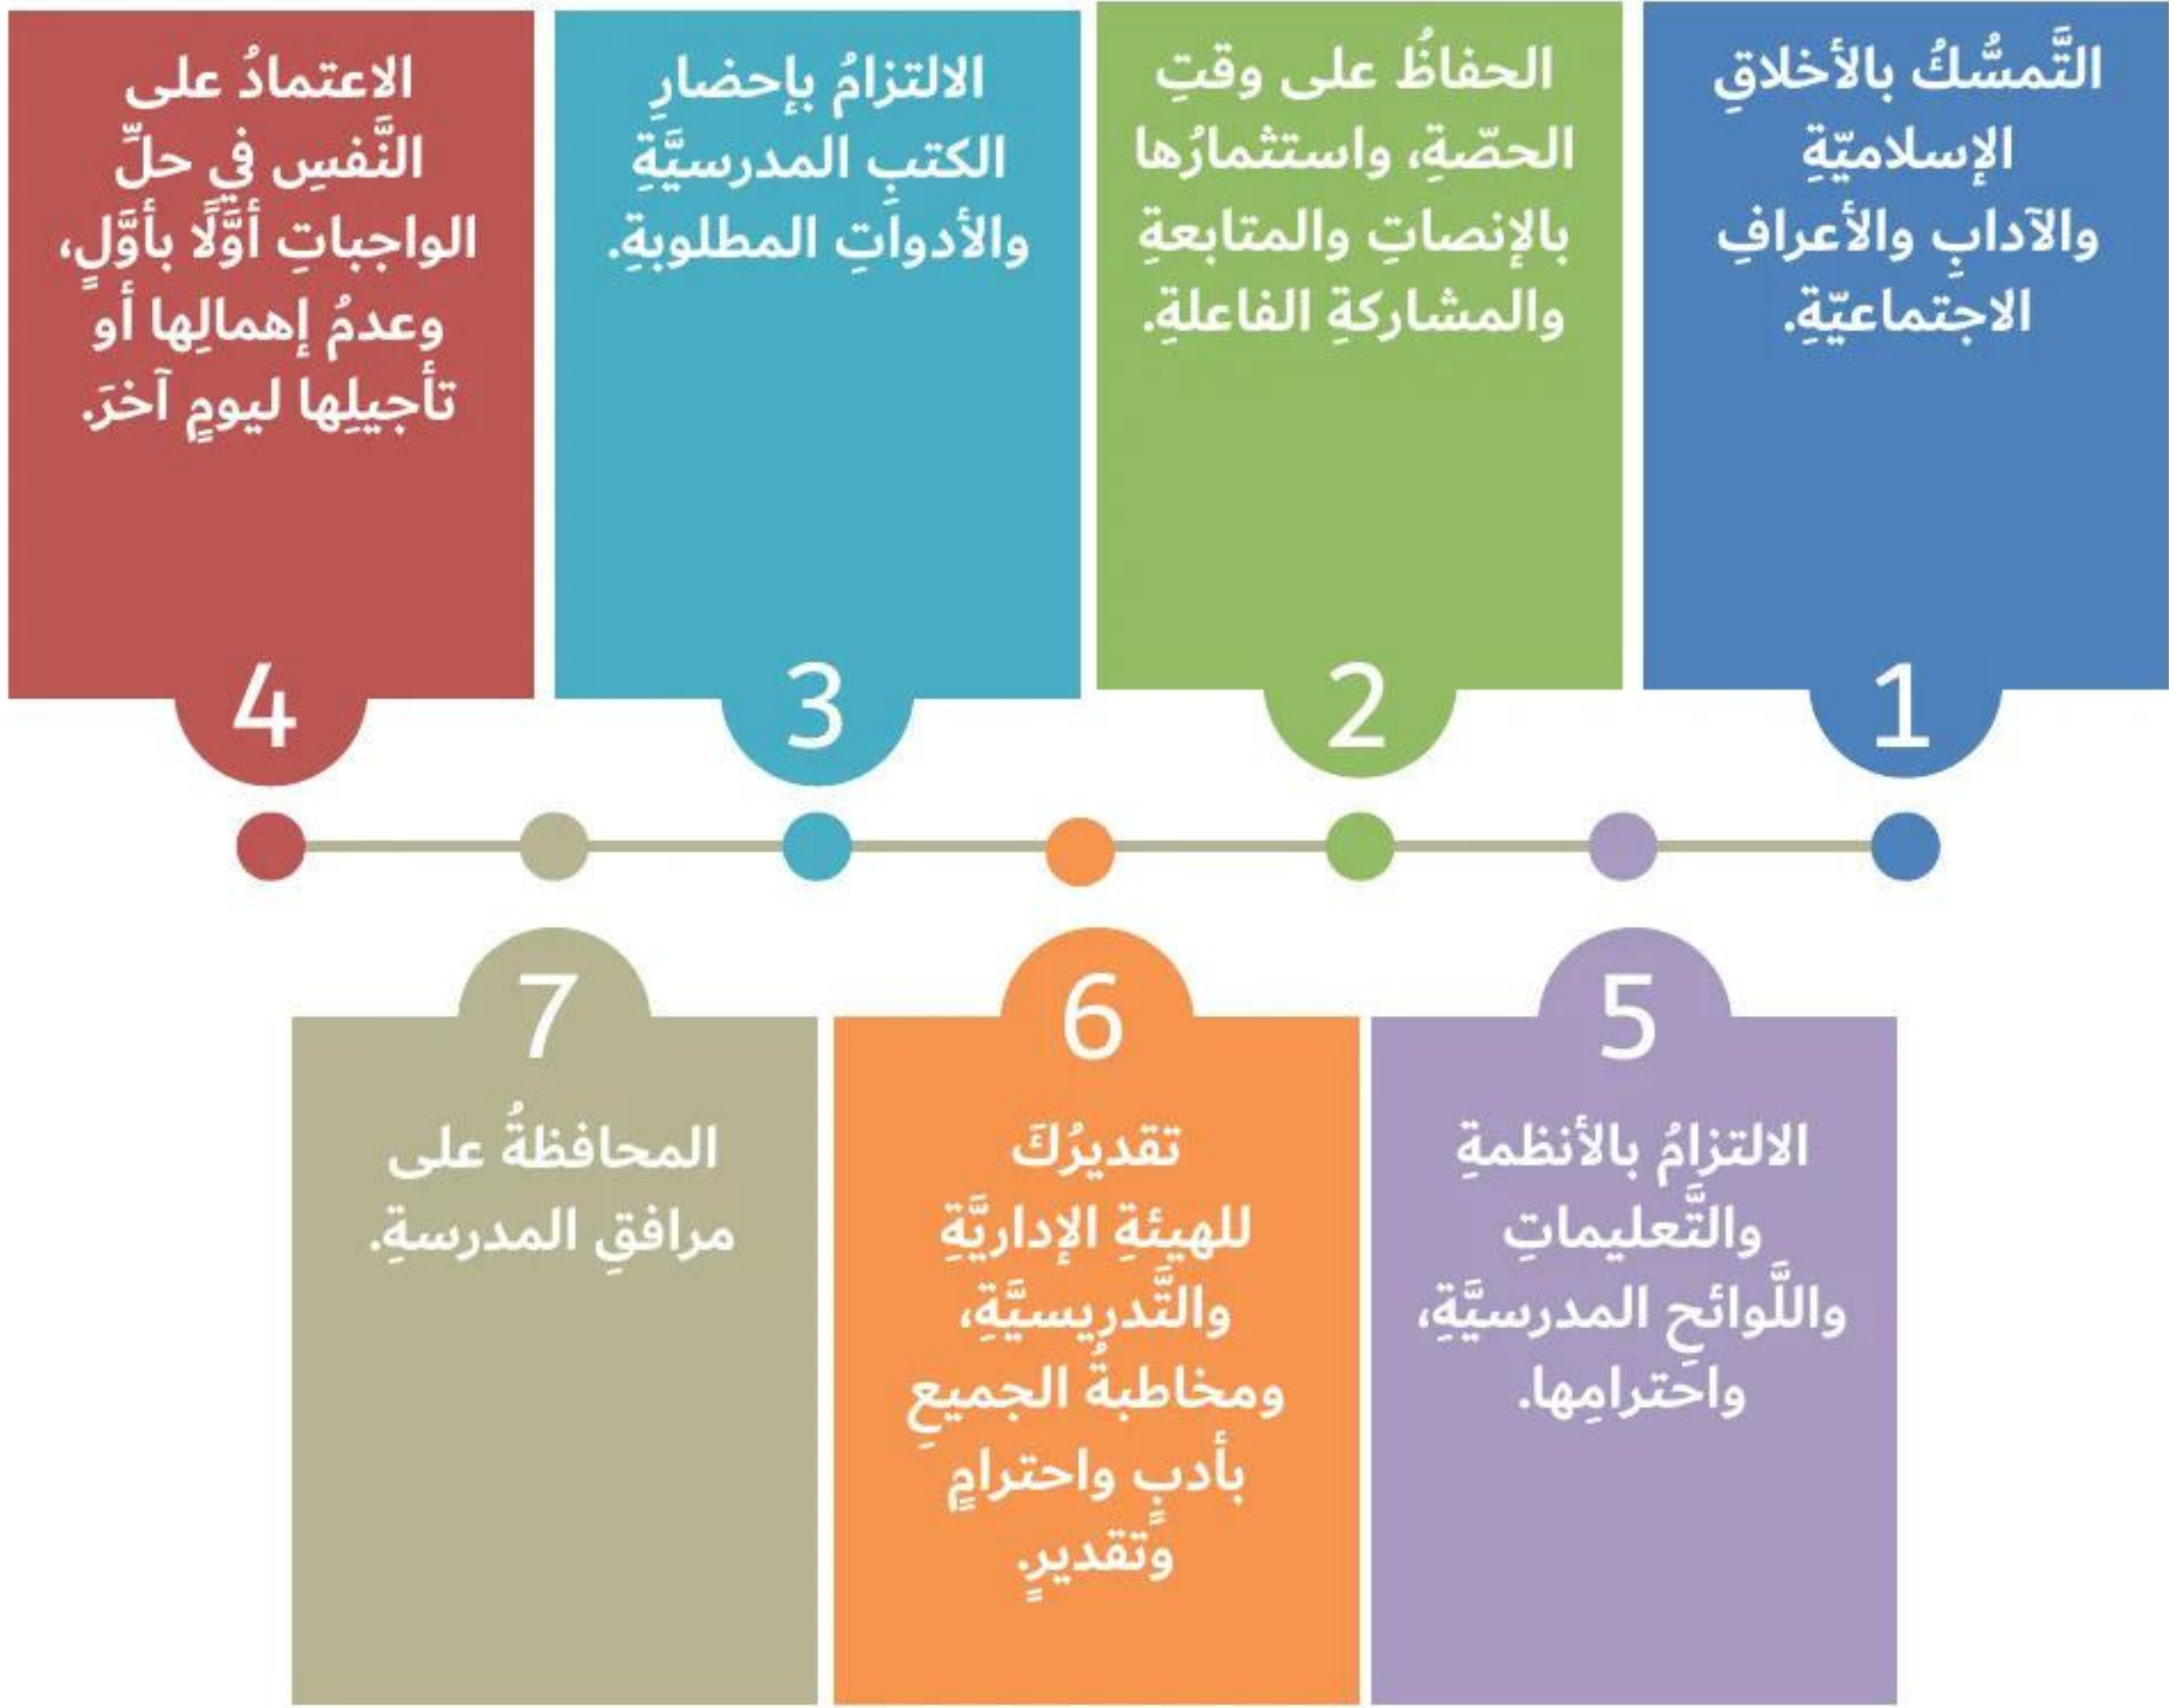 التَّمسُّكُ بالأخلاقِ
الإسلاميّةِ
والآدابِ والأعرافِ
الاجتماعيّةِ.
1
الحفاظُ على وقتِ
الحصّةِ، واستثمارُها
بالإنصاتِ والمتابعةِ
والمشاركةِ الفاعلةِ.
2
الالتزامُ بإحضارِ
الكتبِ المدرسيَّةِ
والأدواتِ المطلوبةِ.
3
الاعتمادُ على
النَّفسِ في حلِّ
الواجباتِ أوَّلًا بأوَّلٍ،
وعدمُ إهمالِها أو
تأجيلِها ليومٍ آخرَ.
4
5
الالتزامُ بالأنظمةِ
والتَّعليماتِ
واللَّوائحِ المدرسيَّةِ،
واحترامِها.
6
تقديرُكَ
للهيئةِ الإداريَّةِ
والتَّدريسيَّةِ،
ومخاطبةُ الجميعِ
بأدبٍ واحترامٍ
وتقديرٍ.
7
المحافظةُ على
مرافقِ المدرسةِ.